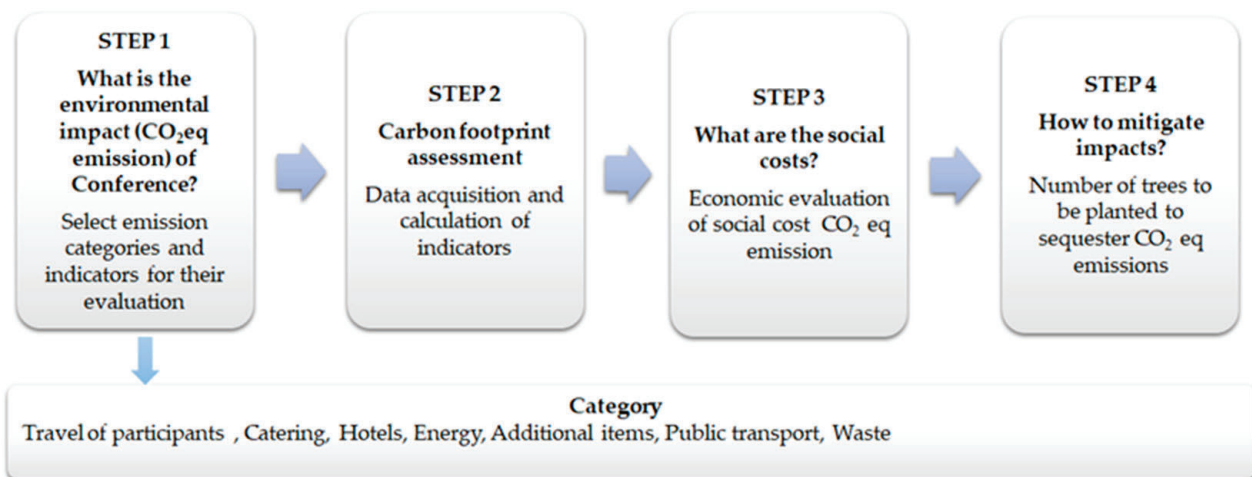 STEP 1
What is the
environmental
impact (CO₂eq
emission) of
Conference?
Select emission
categories and
indicators for their
evaluation
STEP 2
Carbon footprint
assessment
Data acquisition and
calculation of
indicators
STEP 3
What are the social
costs?
Economic evaluation
of social cost CO₂ eq
emission
STEP 4
How to mitigate
impacts?
Number of trees to
be planted to
sequester CO₂ eq
emissions
Category
Travel of participants , Catering, Hotels, Energy, Additional items, Public transport, Waste